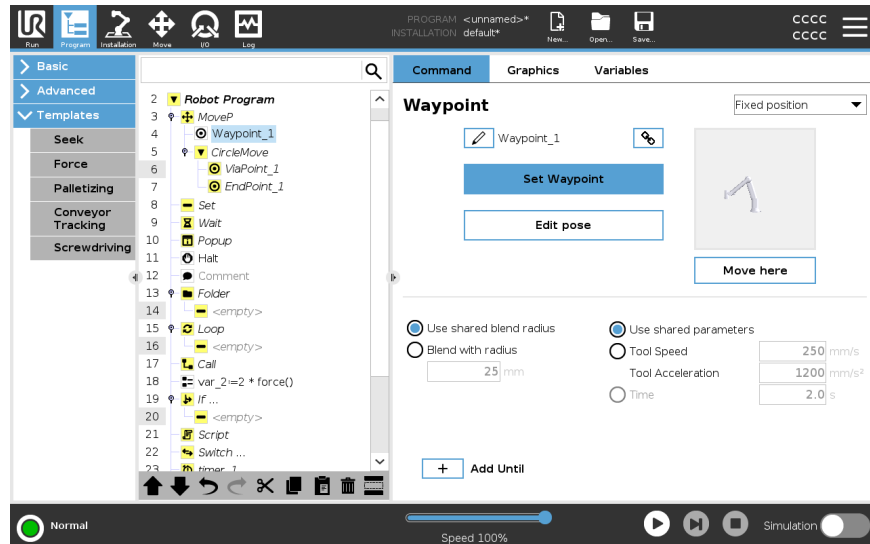 UR
Run
Program
Installation
Move
I/O
Log
PROGRAM <unnamed>*
INSTALLATION default*
New...
Open...
Save...
CCCC
CCCC
Basic
Advanced
Templates
Seek
Force
Palletizing
Conveyor
Tracking
Screwdriving
2 Robot Program
3 MoveP
4 Waypoint_1
5 CircleMove
6 ViaPoint_1
7 EndPoint_1
8 Set
9 Wait
10 Popup
11 Halt
12 Comment
13 Folder
14 <empty>
15 Loop
16 <empty>
17 Call
18 var_2:=2 * force()
19 If ...
20 <empty>
21 Script
22 Switch ...
23 timer_1
Command Graphics Variables
Waypoint
Fixed position
Waypoint_1
Set Waypoint
Edit pose
Move here
Use shared blend radius
Blend with radius
25 mm
Use shared parameters
Tool Speed 250 mm/s
Tool Acceleration 1200 mm/s²
Time 2.0 s
+ Add Until
Normal
Speed 100%
Simulation